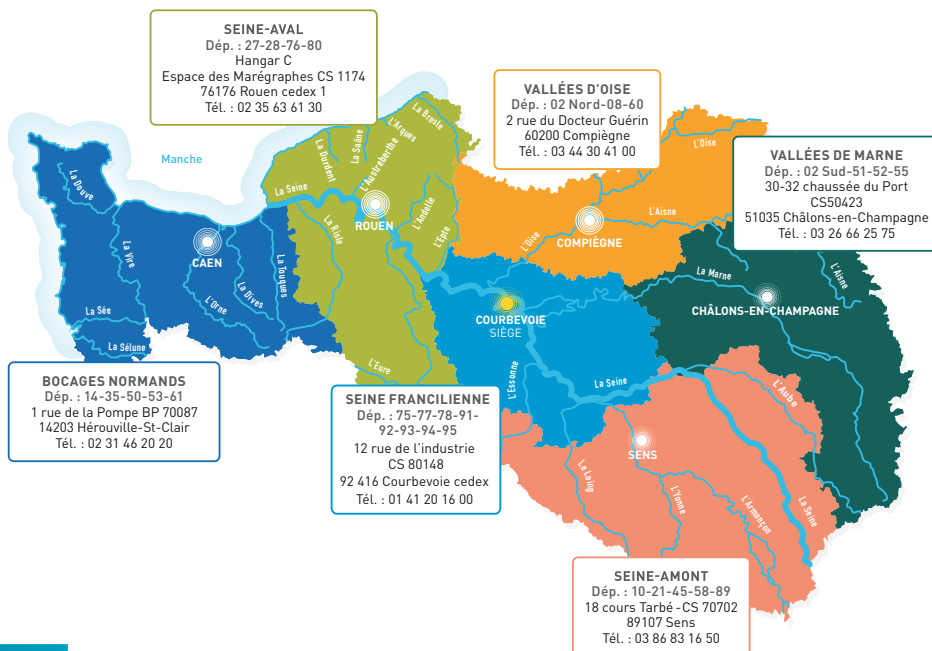 SEINE-AVAL
Dép. : 27-28-76-80
Hangar C
Espace des Marégraphes CS 1174
76176 Rouen cedex 1
Tél. : 02 35 63 61 30
VALLÉES D'OISE
Dép. : 02 Nord-08-60
2 rue du Docteur Guérin
60200 Compiègne
Tél. : 03 44 30 41 00
VALLÉES DE MARNE
Dép. : 02 Sud-51-52-55
30-32 chaussée du Port
CS50423
51035 Châlons-en-Champagne
Tél. : 03 26 66 25 75
Manche
La Douve
La Vire
La Sée
La Sélune
CAEN
L'Orne
La Dives
La Touques
La Seine
La Durdent
La Saâne
L'Austreberthe
L'Arques
La Bresle
ROUEN
La Risle
L'Andelle
L'Epte
L'Eure
L'Oise
L'Aisne
L'Oise
COMPIÈGNE
La Marne
L'Aisne
CHÂLONS-EN-CHAMPAGNE
COURBEVOIE
SIÈGE
L'Essonne
La Seine
L'Aube
SENS
Le Loing
L'Yonne
L'Armançon
La Seine
BOCAGES NORMANDS
Dép. : 14-35-50-53-61
1 rue de la Pompe BP 70087
14203 Hérouville-St-Clair
Tél. : 02 31 46 20 20
SEINE FRANCILIENNE
Dép. : 75-77-78-91-
92-93-94-95
12 rue de l'industrie
CS 80148
92 416 Courbevoie cedex
Tél. : 01 41 20 16 00
SEINE-AMONT
Dép. : 10-21-45-58-89
18 cours Tarbé -CS 70702
89107 Sens
Tél. : 03 86 83 16 50